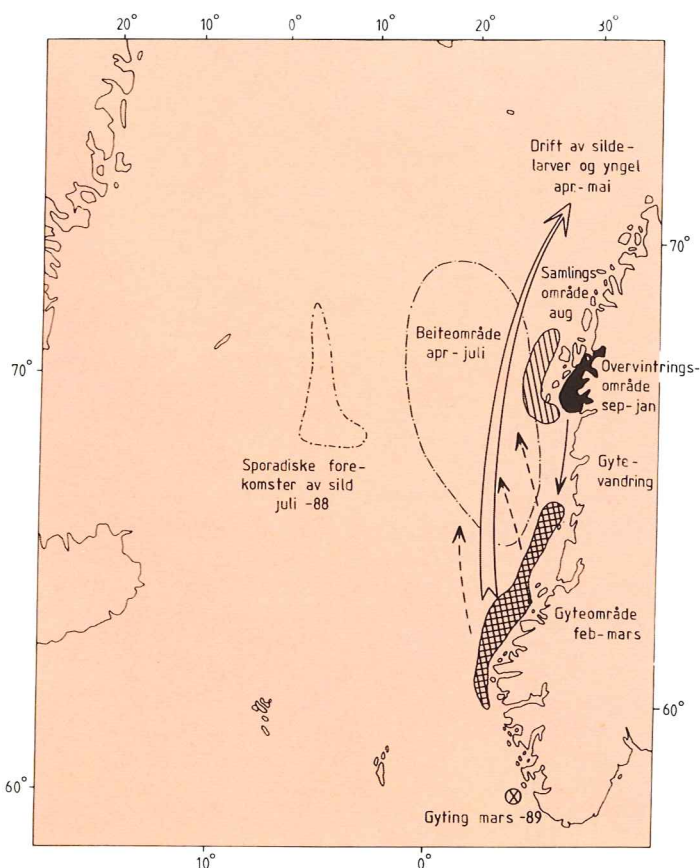 20° 10° 0° 10° 20° 30°
Drift av silde-
larver og yngel
apr.- mai
70°
Samlings
område
aug
Beiteområde
apr - juli
70°
Overvintrings-
område
sep-jan
Sporadiske fore-
komster av sild
juli -88
Gyte -
vandring
Gyteområde
feb-mars
60°
60°
Gyting mars -89
10° 0°